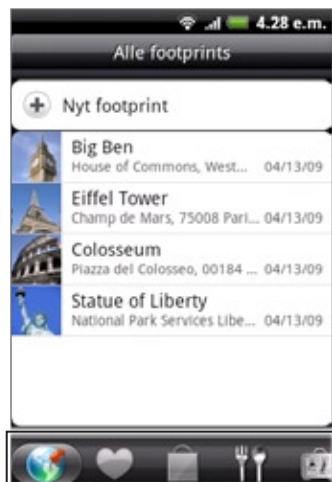 4.28 e.m.
Alle footprints
Nyt footprint
Big Ben
House of Commons, West... 04/13/09
Eiffel Tower
Champ de Mars, 75008 Pari... 04/13/09
Colosseum
Piazza del Colosseo, 00184 ... 04/13/09
Statue of Liberty
National Park Services Libe... 04/13/09